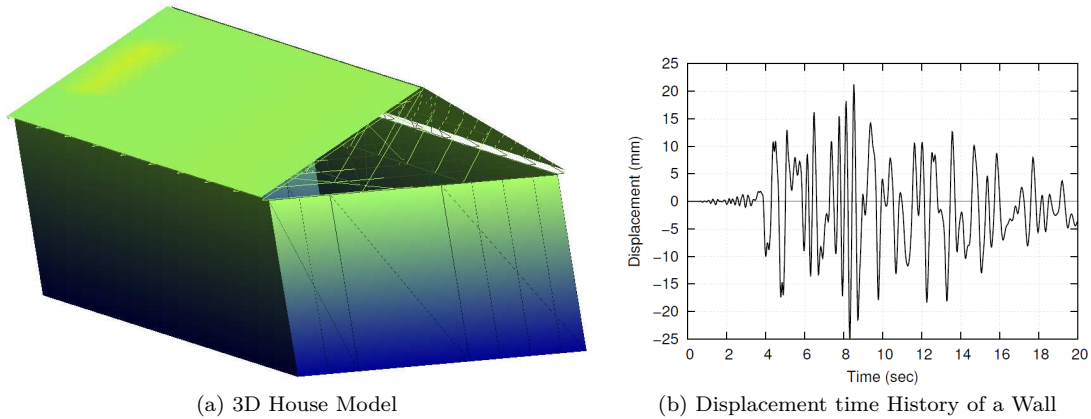 25
20
15
10
5
0
−5
−10
−15
−20
−25
Displacement (mm)
0 2 4 6 8 10 12 14 16 18 20
Time (sec)
(a) 3D House Model
(b) Displacement time History of a Wall